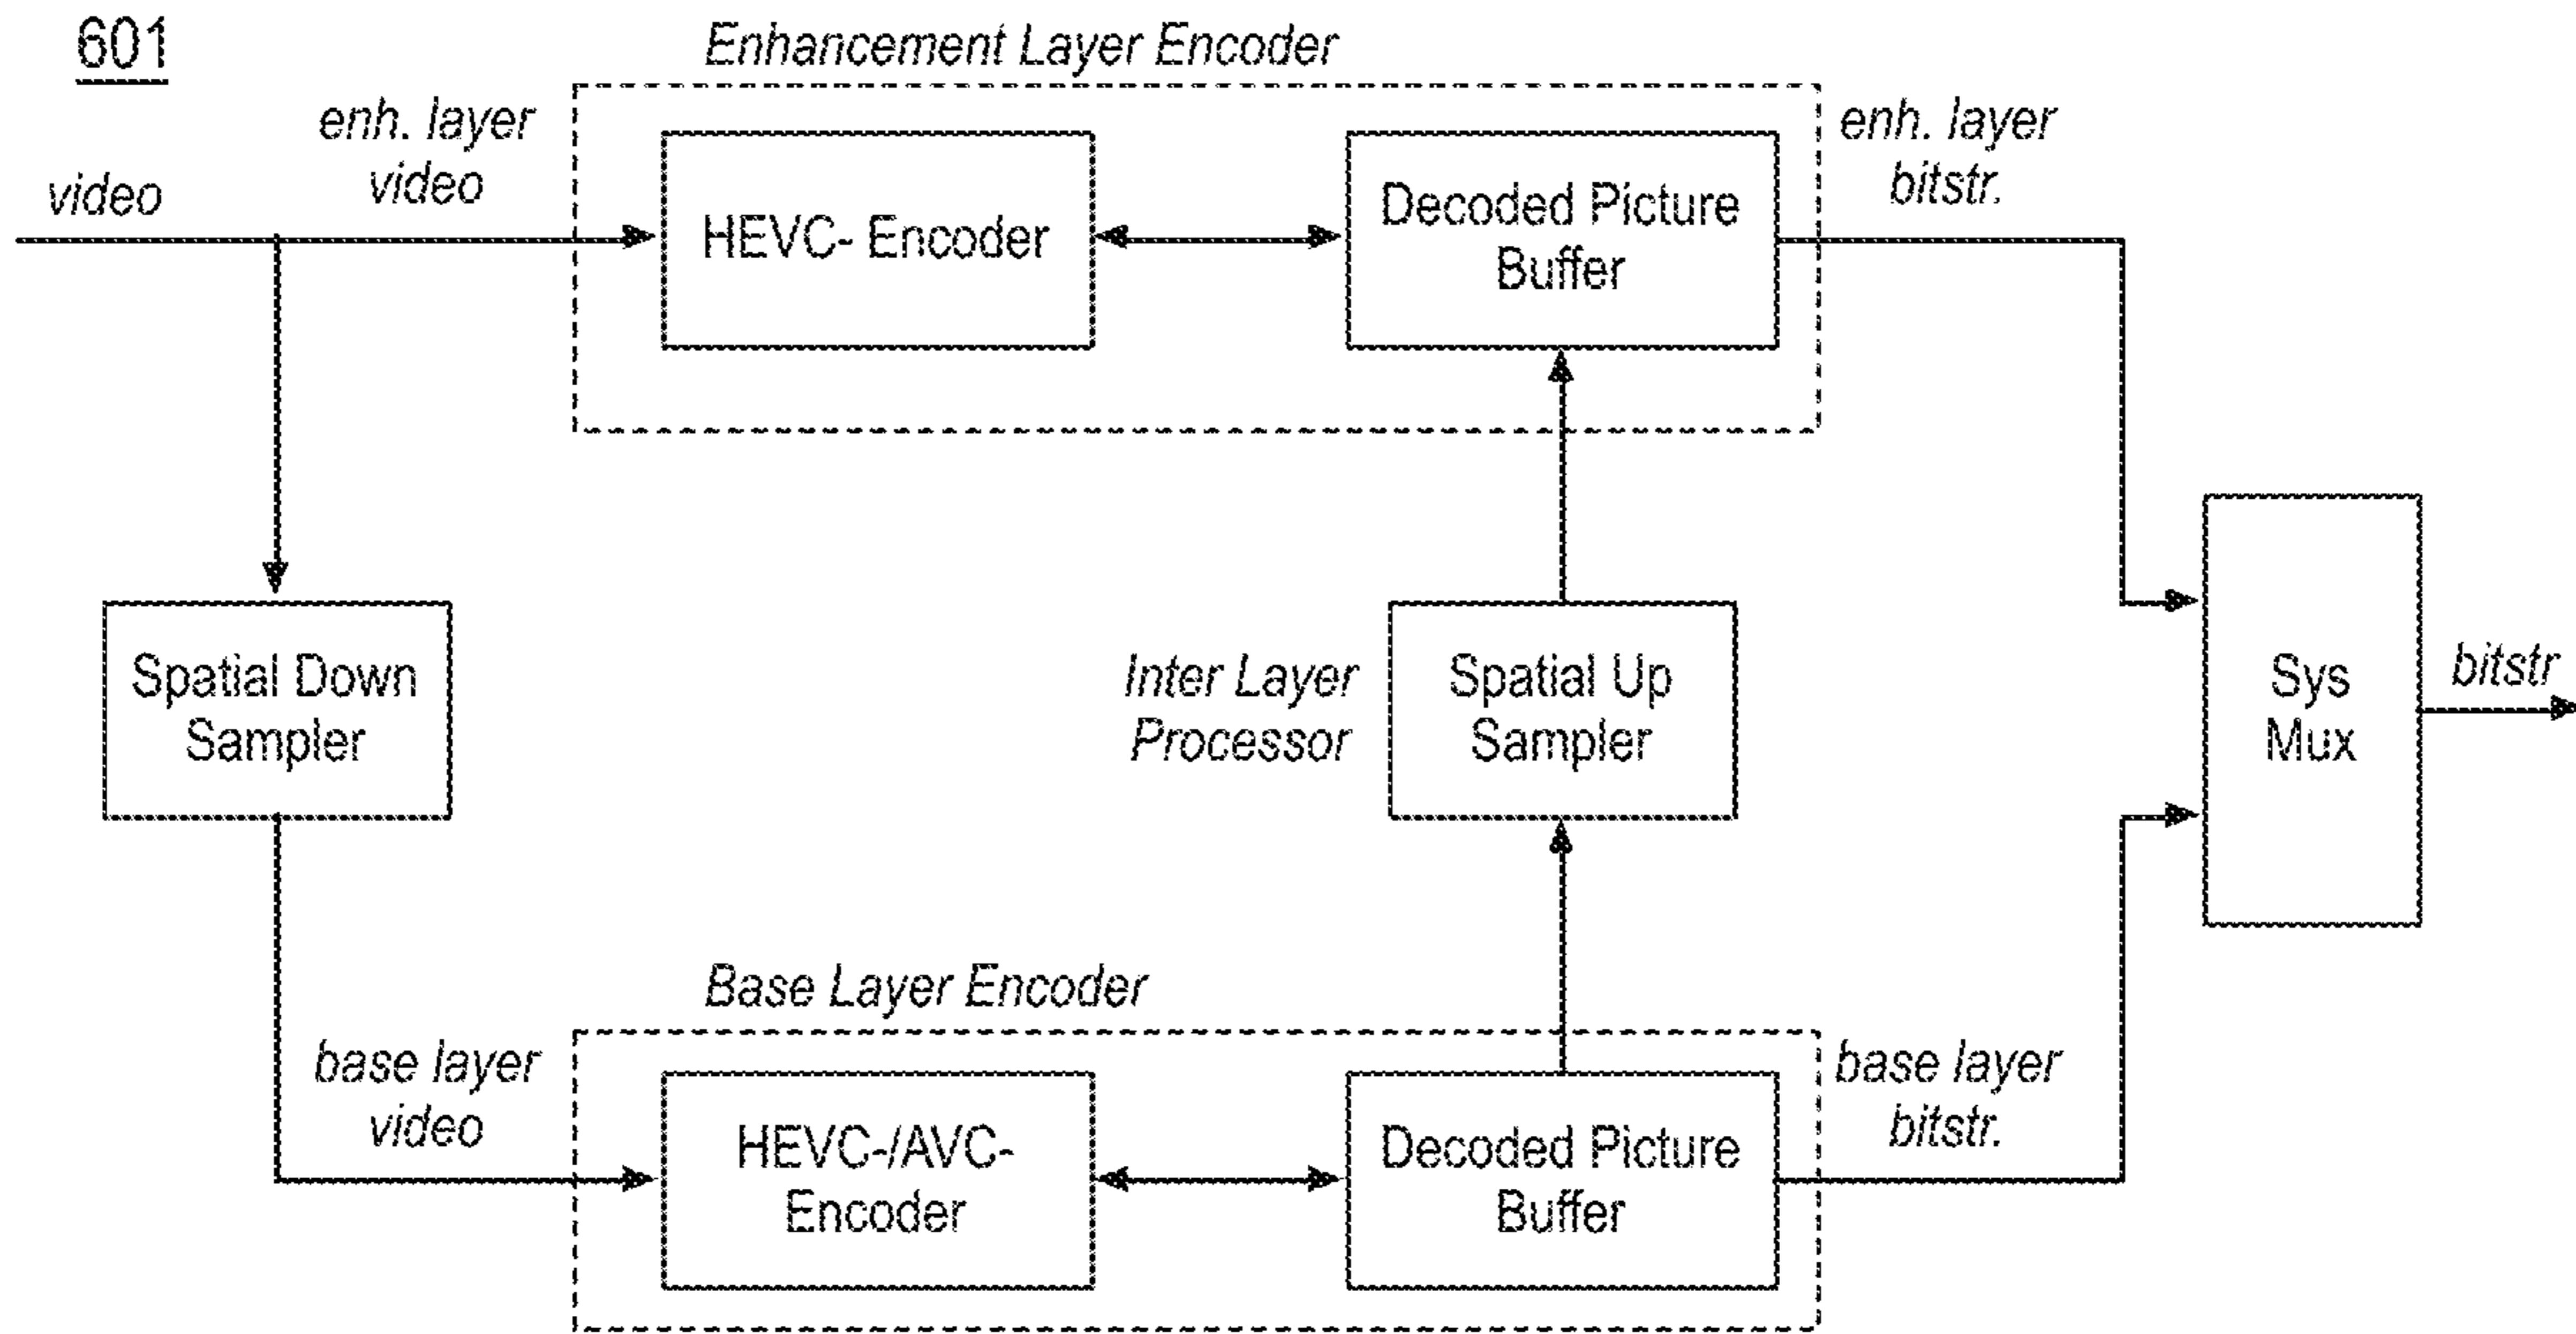 601
Enhancement Layer Encoder
enh. layer
video
video
HEVC- Encoder
Decoded Picture
Buffer
enh. layer
bitstr.
Spatial Down
Sampler
Inter Layer
Processor
Spatial Up
Sampler
Sys
Mux
bitstr
Base Layer Encoder
base layer
video
HEVC-/AVC-
Encoder
Decoded Picture
Buffer
base layer
bitstr.